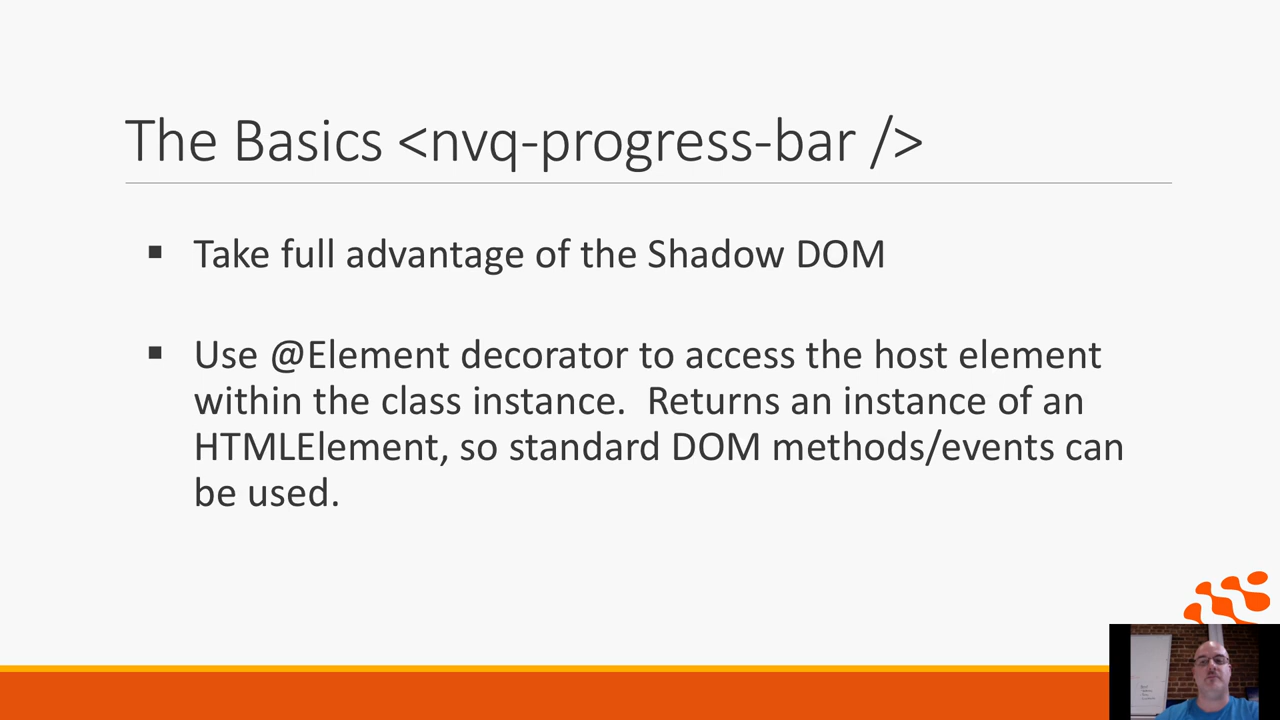 The Basics <nvq-progress-bar />
▪ Take full advantage of the Shadow DOM
▪ Use @Element decorator to access the host element
within the class instance.  Returns an instance of an
HTMLElement, so standard DOM methods/events can
be used.